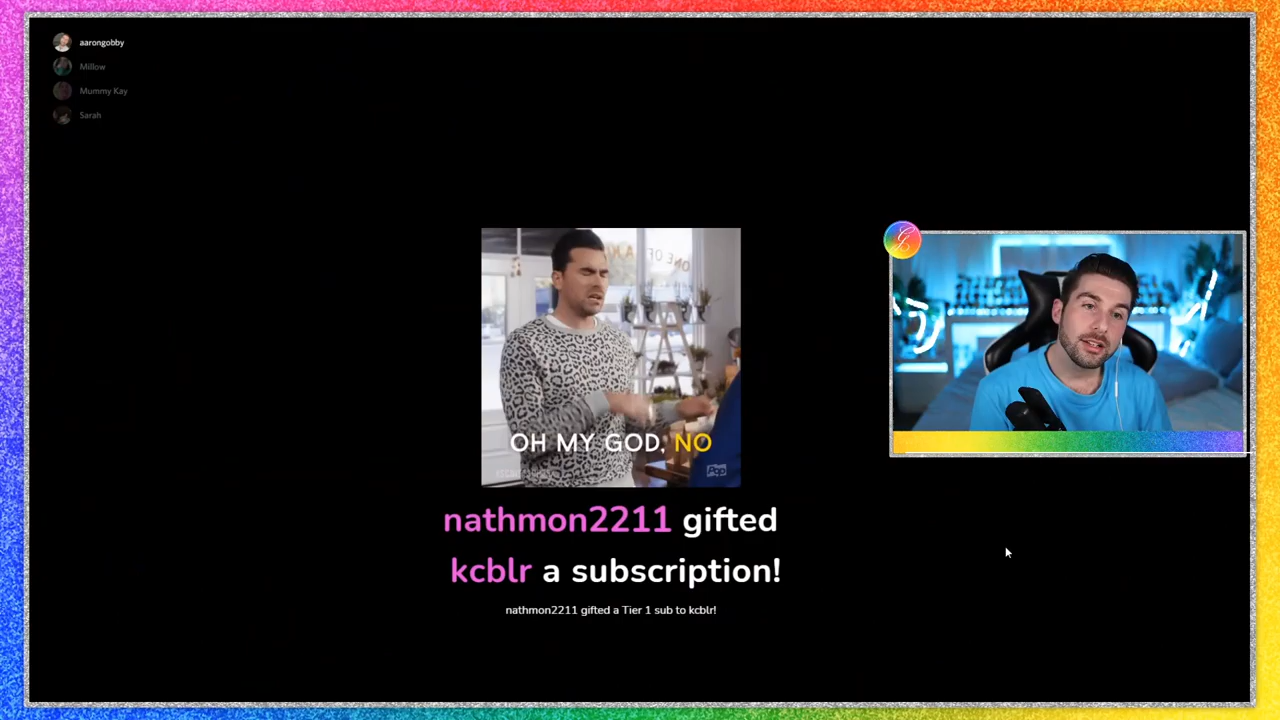 aarongobby
Millow
Mummy Kay
Sarah
OH MY GOD, NO
Pop
nathmon2211 gifted
kcblr a subscription!
nathmon2211 gifted a Tier 1 sub to kcblr!